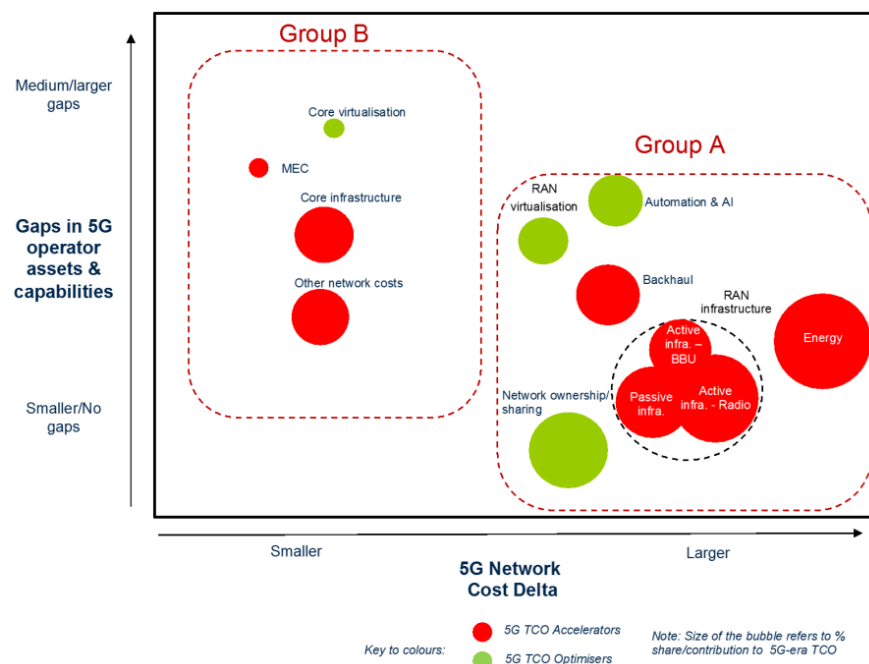 Group B
Medium/larger
gaps
Core virtualisation
MEC
Core infrastructure
Other network costs
Gaps in 5G
operator
assets &
capabilities
Smaller/No
gaps
Group A
RAN
virtualisation
Automation & AI
Backhaul
RAN
infrastructure
Active
infra. –
BBU
Energy
Passive
infra.
Active
infra. - Radio
Network ownership/
sharing
Smaller
Larger
5G Network
Cost Delta
Key to colours:
5G TCO Accelerators
5G TCO Optimisers
Note: Size of the bubble refers to %
share/contribution to 5G-era TCO